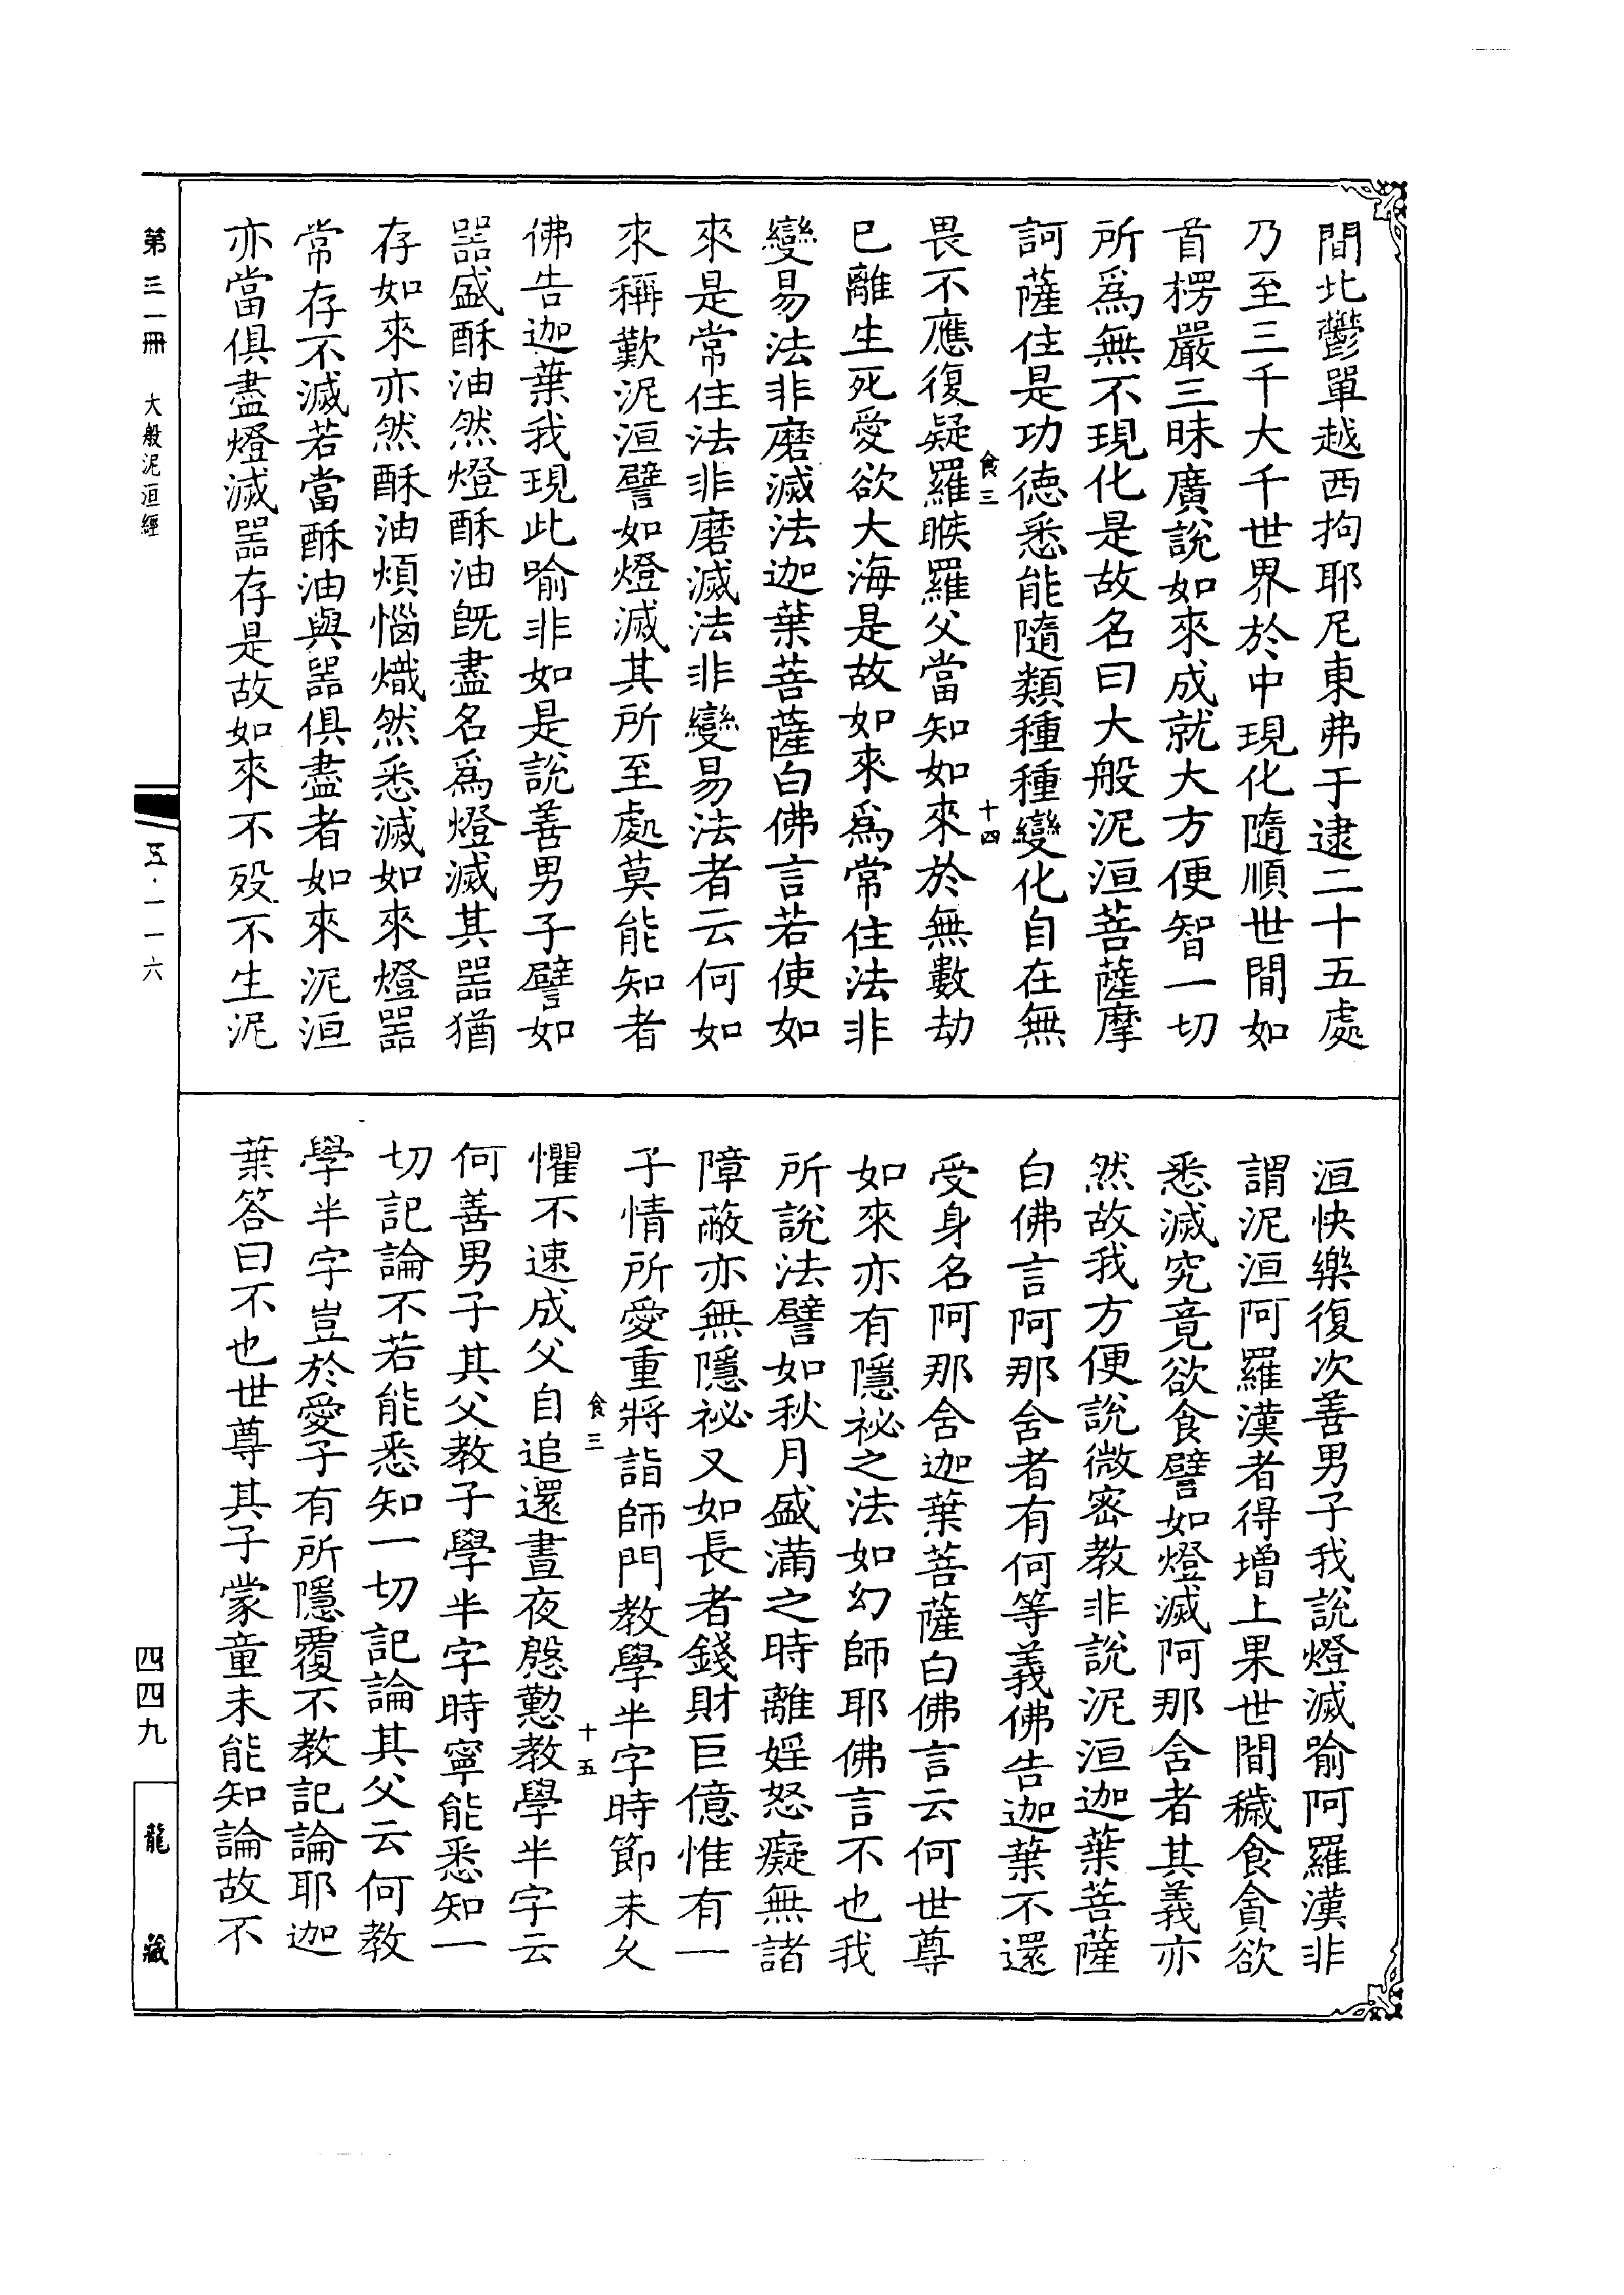 間北鬱單越西拘耶尼東弗于逮二十五處
乃至三千大千世界於中現化隨順世間如
首楞嚴三昧廣說如來成就大方便智一切
所爲無不現化是故名曰大般泥洹菩薩摩
訶薩住是功德悉能隨類種種變化自在無
食三 十四
畏不應復疑羅睺羅父當知如來於無數劫
已離生死愛欲大海是故如來爲常住法非
變易法非磨滅法迦葉菩薩白佛言若使如
來是常住法非磨滅法非變易法者云何如
來稱歎泥洹譬如燈滅其所至處莫能知者
佛告迦葉我現此喻非如是說善男子譬如
器盛酥油然燈酥油旣盡名爲燈滅其器猶
存如來亦然酥油煩惱熾然悉滅如來燈器
常存不滅若當酥油與器俱盡者如來泥洹
亦當俱盡燈滅器存是故如來不歿不生泥
洹快樂復次善男子我說燈滅喻阿羅漢非
謂泥洹阿羅漢者得增上果世間穢食貪欲
悉滅究竟欲食譬如燈滅阿那舍者其義亦
然故我方便說微密教非說泥洹迦葉菩薩
白佛言阿那舍者有何等義佛告迦葉不還
受身名阿那舍迦葉菩薩白佛言云何世尊
如來亦有隱祕之法如幻師耶佛言不也我
所說法譬如秋月盛滿之時離婬怒癡無諸
障蔽亦無隱祕又如長者錢財巨億惟有一
子情所愛重將詣師門教學半字時節未久
食三 十五
懼不速成父自追還晝夜慇懃教學半字云
何善男子其父教子學半字時寧能悉知一
切記論不若能悉知一切記論其父云何教
學半字豈於愛子有所隱覆不教記論耶迦
葉答曰不也世尊其子蒙童未能知論故不
第三一冊 大般泥洹經
五·一一六
四四九
龍藏